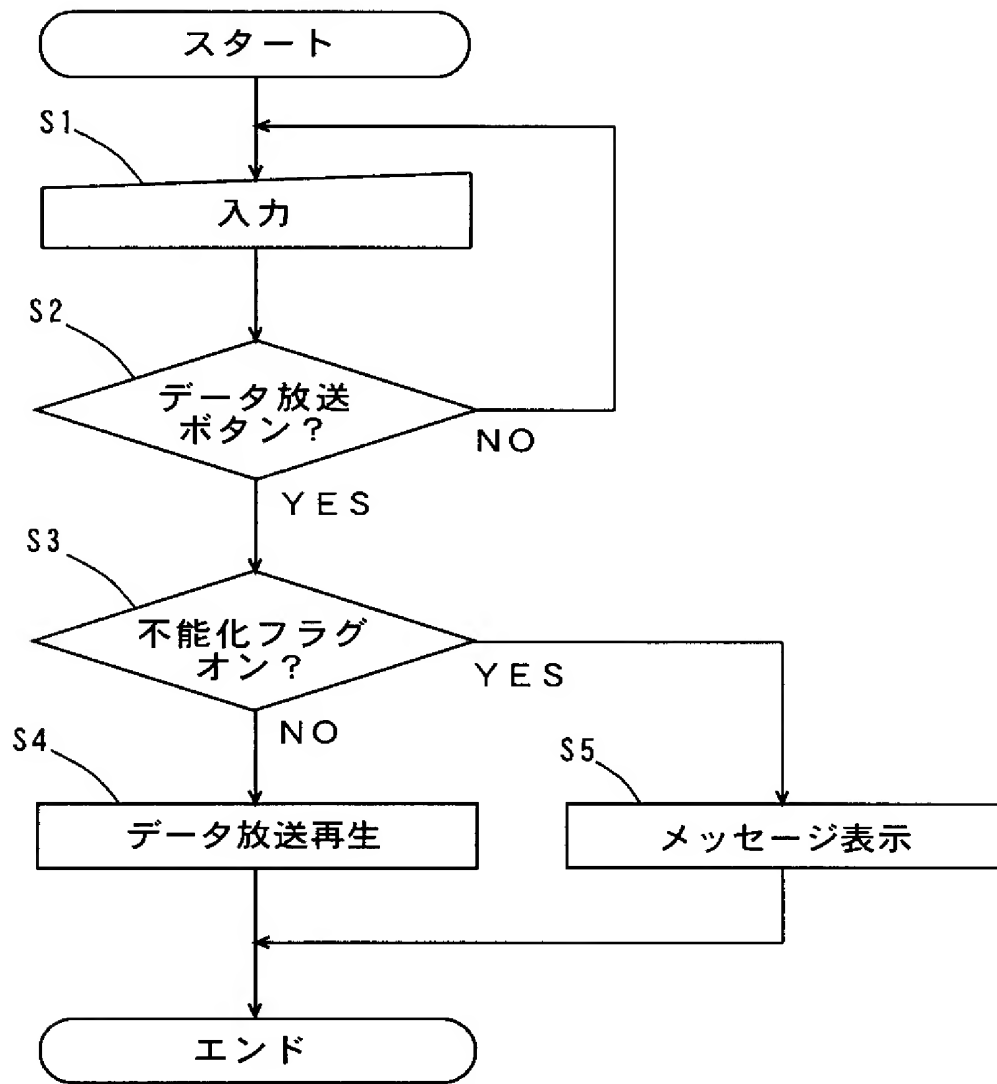 スタート
S1
入力
S2
データ放送
ボタン？
NO
YES
S3
不能化フラグ
オン？
YES
NO
S4
データ放送再生
S5
メッセージ表示
エンド